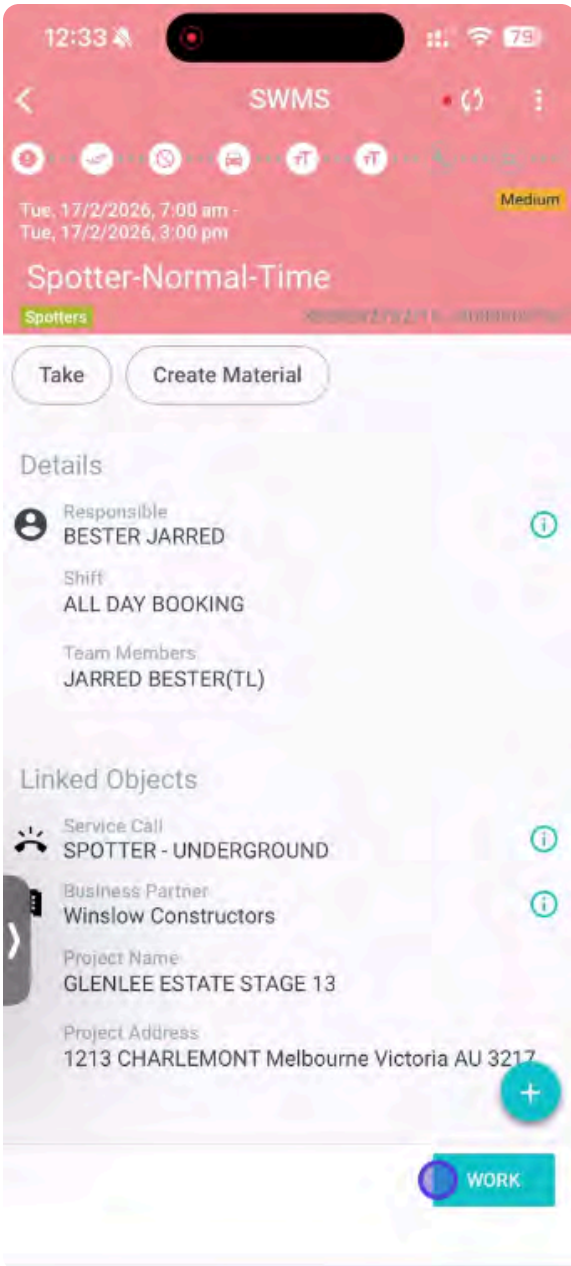 12:33
79
SWMS
Medium
Tue, 17/2/2026, 7:00 am -
Tue, 17/2/2026, 3:00 pm
Spotter-Normal-Time
Spotters
Take
Create Material
Details
Responsible
BESTER JARRED
Shift
ALL DAY BOOKING
Team Members
JARRED BESTER(TL)
Linked Objects
Service Call
SPOTTER - UNDERGROUND
Business Partner
Winslow Constructors
Project Name
GLENLEE ESTATE STAGE 13
Project Address
1213 CHARLEMONT Melbourne Victoria AU 3217
WORK